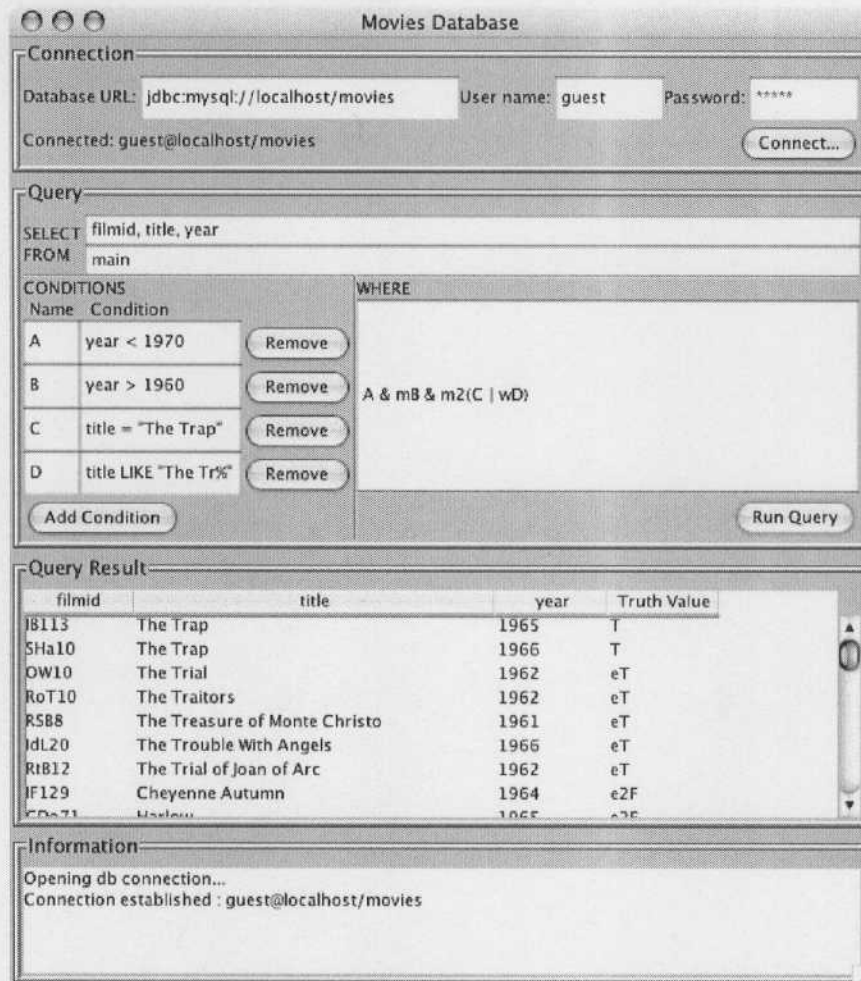 Movies Database
Connection
Database URL: jdbc:mysql://localhost/movies User name: guest Password: *****
Connected: guest@localhost/movies Connect...
Query
SELECT filmid, title, year
FROM main
CONDITIONS WHERE
Name Condition
A year < 1970 Remove
B year > 1960 Remove
A & mB & m2(C | wD)
C title = "The Trap" Remove
D title LIKE "The Tr%" Remove
Add Condition Run Query
Query Result
filmid title year Truth Value
IB113 The Trap 1965 T
SHa10 The Trap 1966 T
OW10 The Trial 1962 eT
RoT10 The Traitors 1962 eT
RSB8 The Treasure of Monte Christo 1961 eT
IdL20 The Trouble With Angels 1966 eT
RtB12 The Trial of Joan of Arc 1962 eT
IF129 Cheyenne Autumn 1964 e2F
Harlow 1965 e2F
Information
Opening db connection...
Connection established : guest@localhost/movies